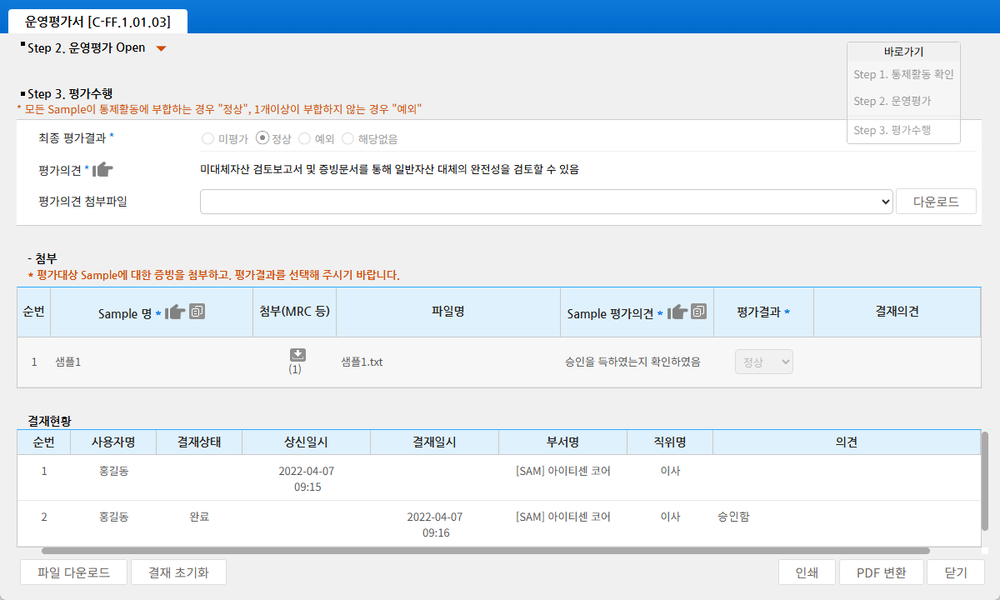 운영평가서 [C-FF.1.01.03]
Step 2. 운영평가 Open
바로가기
Step 1. 통제활동 확인
Step 2. 운영평가
Step 3. 평가수행
Step 3. 평가수행
* 모든 Sample이 통제활동에 부합하는 경우 "정상", 1개이상이 부합하지 않는 경우 "예외"
최종 평가결과 * 미평가 정상 예외 해당없음
평가의견 * 미대체자산 검토보고서 및 증빙문서를 통해 일반자산 대체의 완전성을 검토할 수 있음
평가의견 첨부파일 다운로드
- 첨부
* 평가대상 Sample에 대한 증빙을 첨부하고, 평가결과를 선택해 주시기 바랍니다.
순번 Sample 명 * 첨부(MRC 등) 파일명 Sample 평가의견 * 평가결과 * 결재의견
1 샘플1 (1) 샘플1.txt 승인을 득하였는지 확인하였음 정상
결재현황
순번 사용자명 결재상태 상신일시 결재일시 부서명 직위명 의견
1 홍길동 2022-04-07 [SAM] 아이티센 코어 이사
09:15
2 홍길동 완료 2022-04-07 [SAM] 아이티센 코어 이사 승인함
09:16
파일 다운로드 결재 초기화 인쇄 PDF 변환 닫기